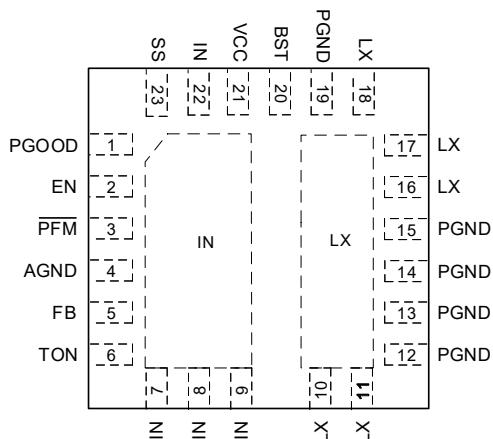 SS
IN
VCC
BST
PGND
LX
23
22
21
20
19
18
PGOOD 1
EN 2
PFM 3
AGND 4
FB 5
TON 6
IN
LX
17 LX
16 LX
15 PGND
14 PGND
13 PGND
12 PGND
7
8
9
10
11
IN
IN
IN
LX
LX